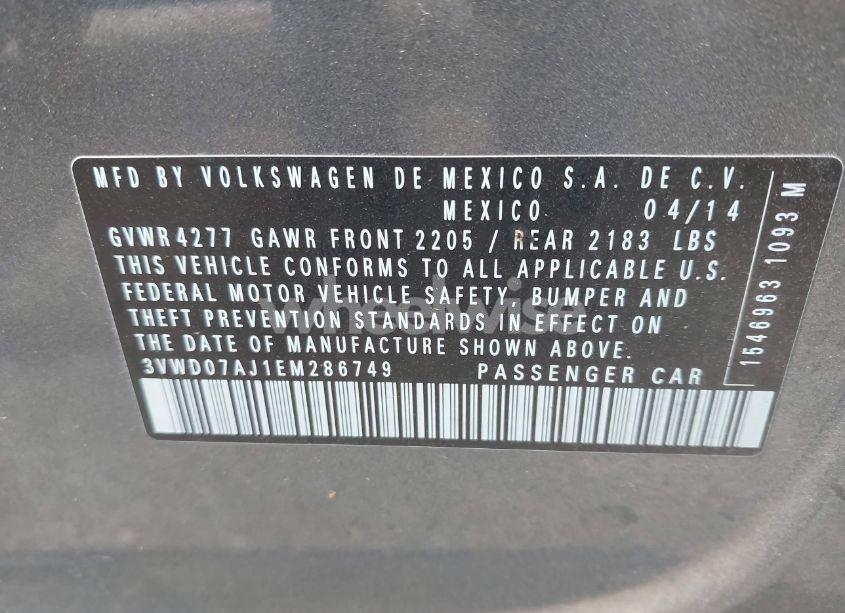 MFD BY VOLKSWAGEN DE MEXICO S.A. DE C.V.
MEXICO 04/14
GVWR 4277 GAWR FRONT 2205 / REAR 2183 LBS
THIS VEHICLE CONFORMS TO ALL APPLICABLE U.S.
FEDERAL MOTOR VEHICLE SAFETY, BUMPER AND
THEFT PREVENTION STANDARDS IN EFFECT ON
THE DATE OF MANUFACTURE SHOWN ABOVE.
3VWD07AJ1EM286749 PASSENGER CAR
1546963 1093 M
wheelwise